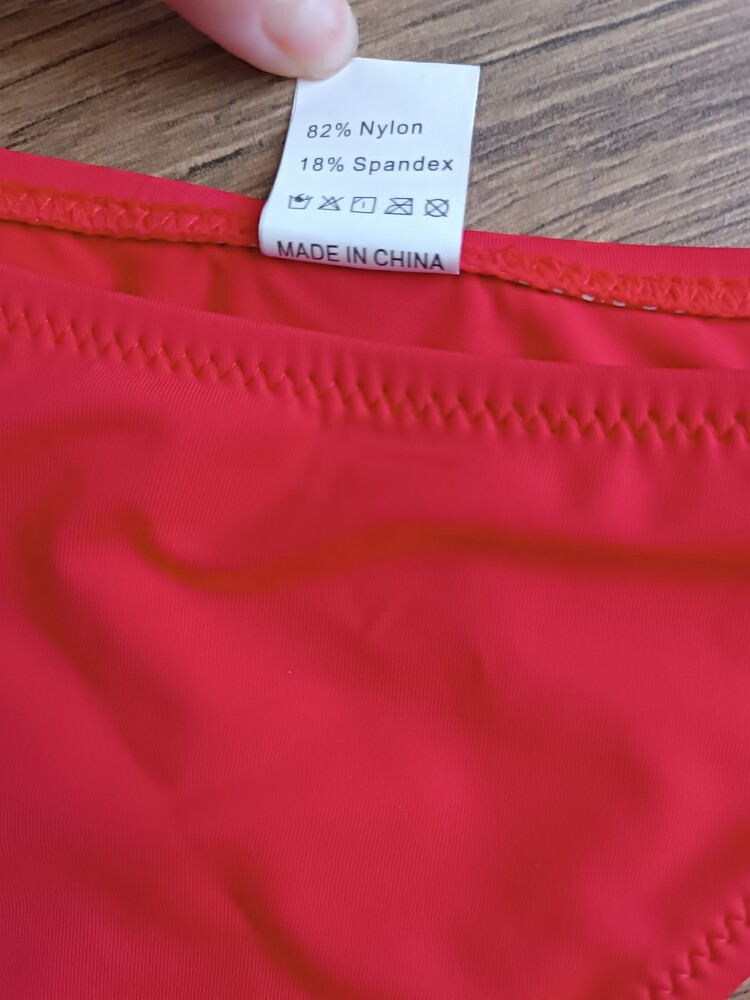 82% Nylon
18% Spandex
MADE IN CHINA